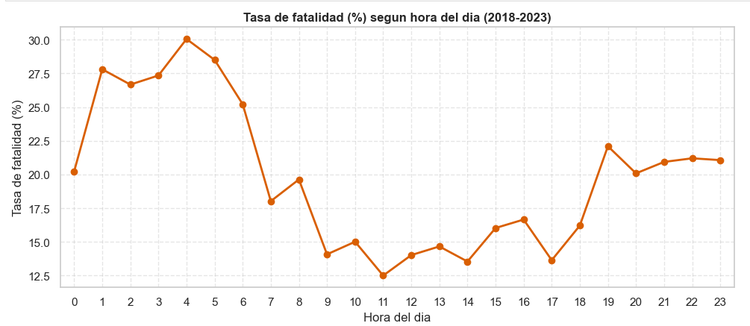 Tasa de fatalidad (%) segun hora del dia (2018-2023)
Tasa de fatalidad (%)
30.0
27.5
25.0
22.5
20.0
17.5
15.0
12.5
0 1 2 3 4 5 6 7 8 9 10 11 12 13 14 15 16 17 18 19 20 21 22 23
Hora del dia